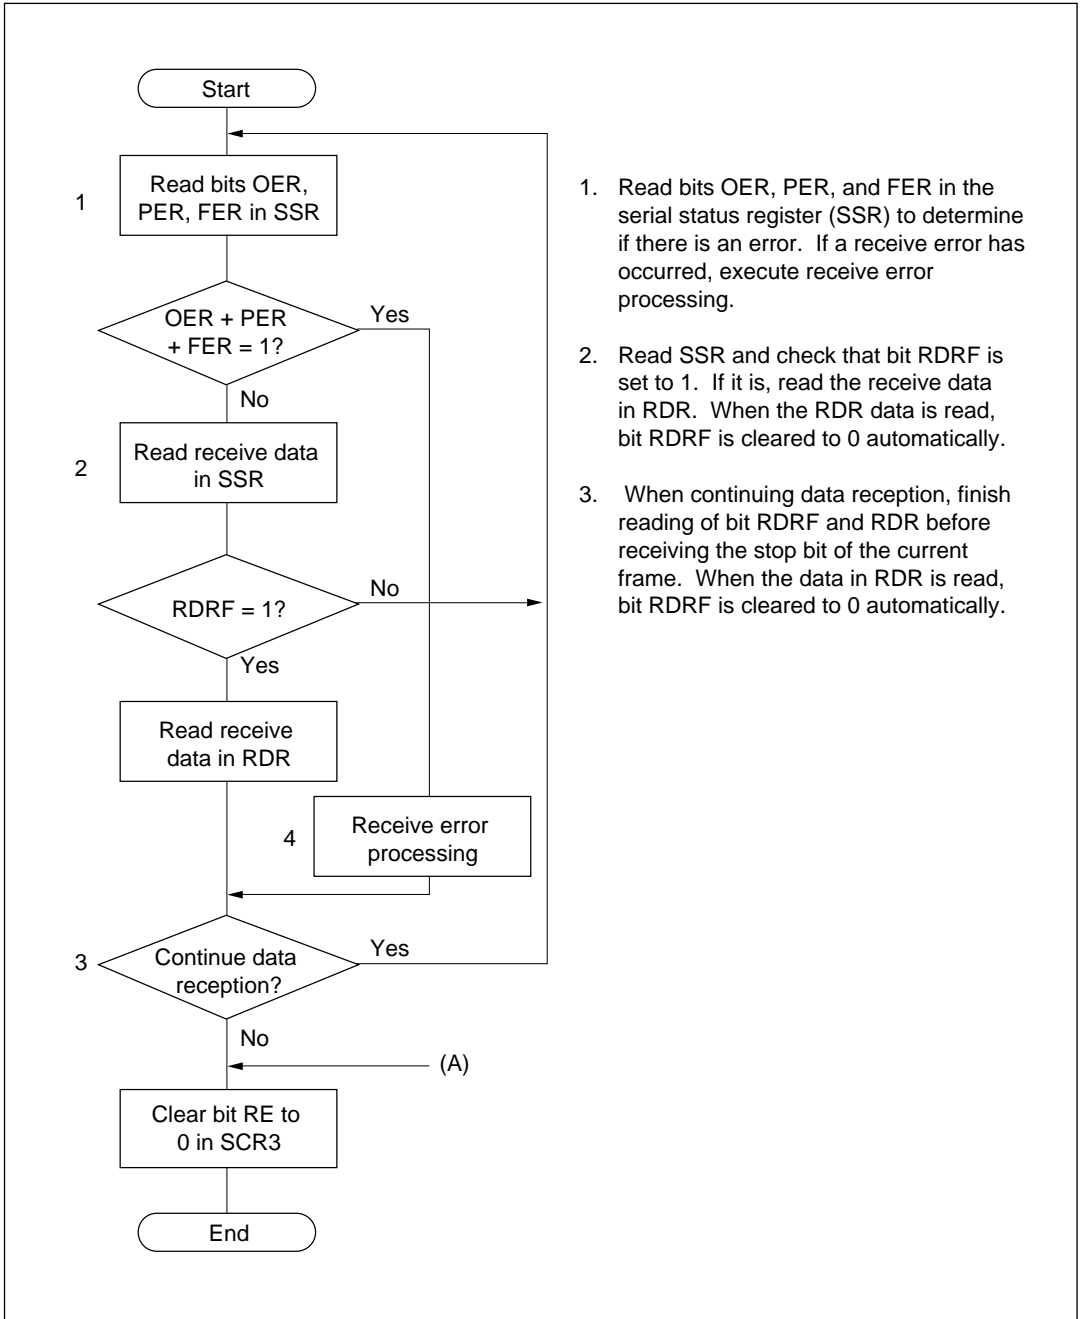 Start
1
Read bits OER,
PER, FER in SSR
OER + PER
+ FER = 1?
Yes
No
2
Read receive data
in SSR
RDRF = 1?
No
Yes
Read receive
data in RDR
4
Receive error
processing
3
Continue data
reception?
Yes
No
(A)
Clear bit RE to
0 in SCR3
End
1. Read bits OER, PER, and FER in the
serial status register (SSR) to determine
if there is an error. If a receive error has
occurred, execute receive error
processing.
2. Read SSR and check that bit RDRF is
set to 1. If it is, read the receive data
in RDR. When the RDR data is read,
bit RDRF is cleared to 0 automatically.
3. When continuing data reception, finish
reading of bit RDRF and RDR before
receiving the stop bit of the current
frame. When the data in RDR is read,
bit RDRF is cleared to 0 automatically.